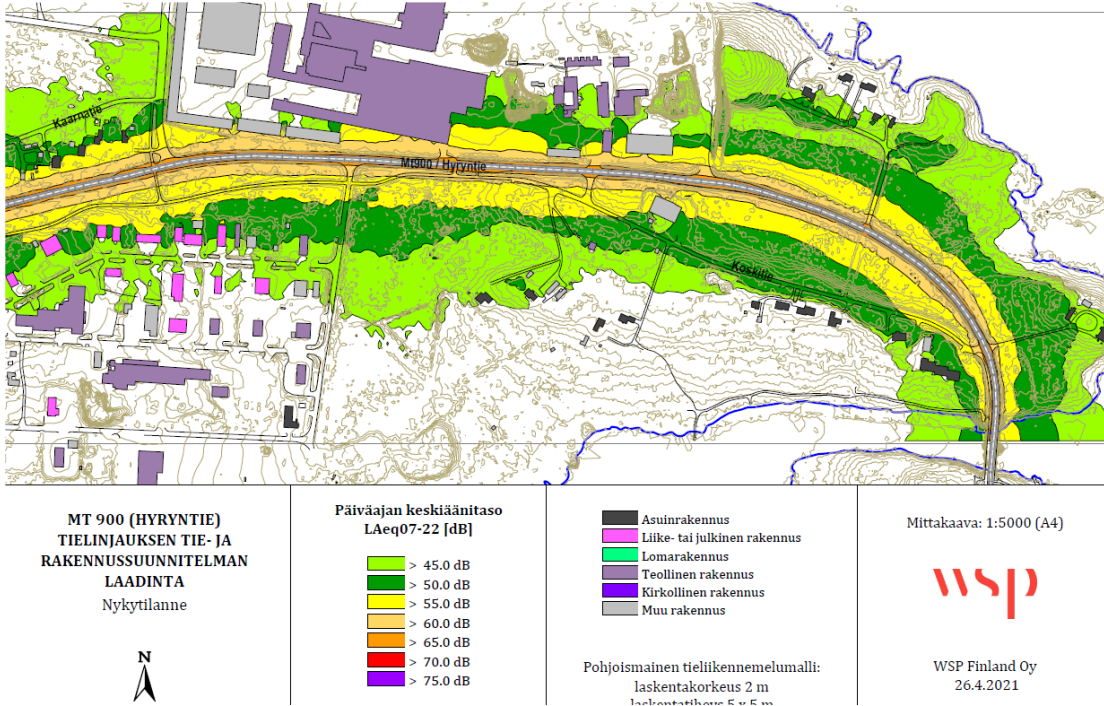 Kaarnatie
Mt900 / Hyryntie
Koskitie
MT 900 (HYRYNTIE)
TIELINJAUKSEN TIE- JA
RAKENNUSSUUNNITELMAN
LAADINTA
Nykytilanne
N
Päiväajan keskiäänitaso
LAeq07-22 [dB]
> 45.0 dB
> 50.0 dB
> 55.0 dB
> 60.0 dB
> 65.0 dB
> 70.0 dB
> 75.0 dB
Asuinrakennus
Liike- tai julkinen rakennus
Lomarakennus
Teollinen rakennus
Kirkollinen rakennus
Muu rakennus
Pohjoismainen tieliikennemelumalli:
laskentakorkeus 2 m
laskentatiheys 5 x 5 m
Mittakaava: 1:5000 (A4)
wsp
WSP Finland Oy
26.4.2021